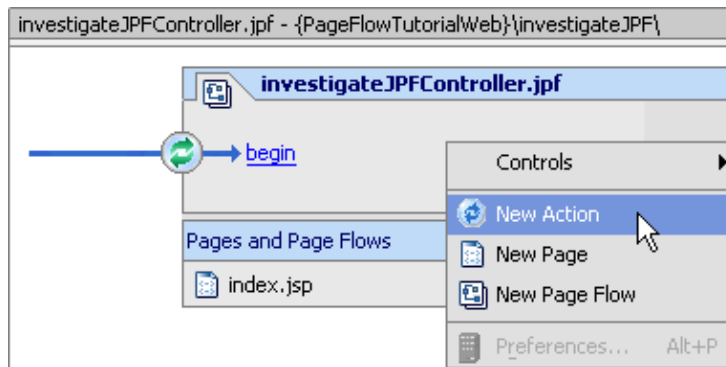 investigateJPFController.jpf - {PageFlowTutorialWeb}\investigateJPF\
investigateJPFController.jpf
begin
Controls
New Action
Pages and Page Flows
New Page
index.jsp
New Page Flow
Preferences... Alt+P